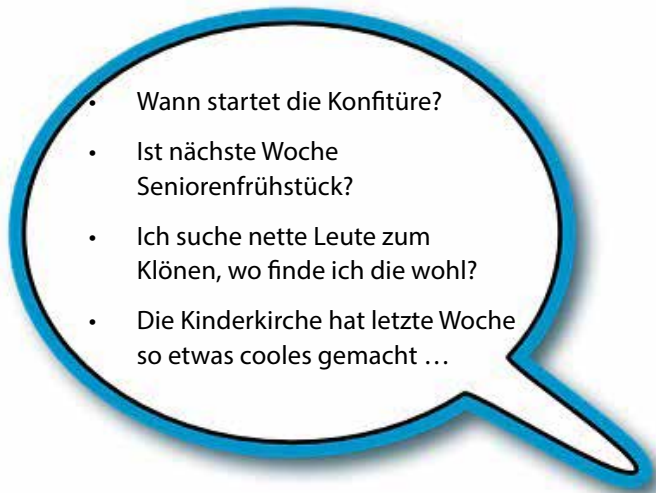 • Wann startet die Konfitüre?
• Ist nächste Woche
Seniorenfrühstück?
• Ich suche nette Leute zum
Klönen, wo finde ich die wohl?
• Die Kinderkirche hat letzte Woche
so etwas cooles gemacht …